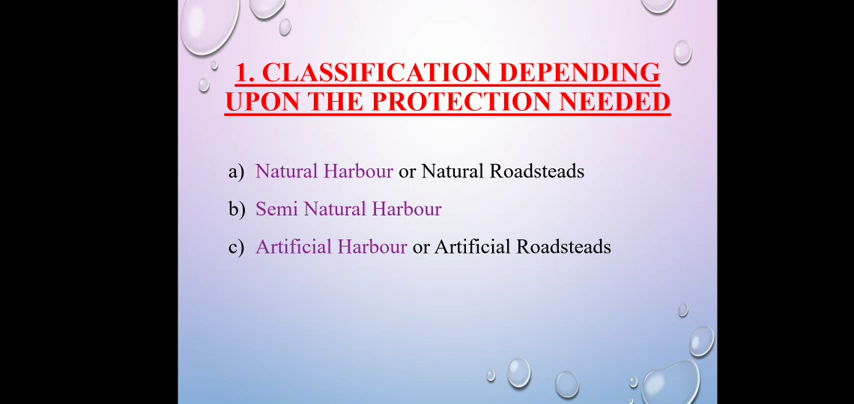 1. CLASSIFICATION DEPENDING
UPON THE PROTECTION NEEDED
a) Natural Harbour or Natural Roadsteads
b) Semi Natural Harbour
c) Artificial Harbour or Artificial Roadsteads